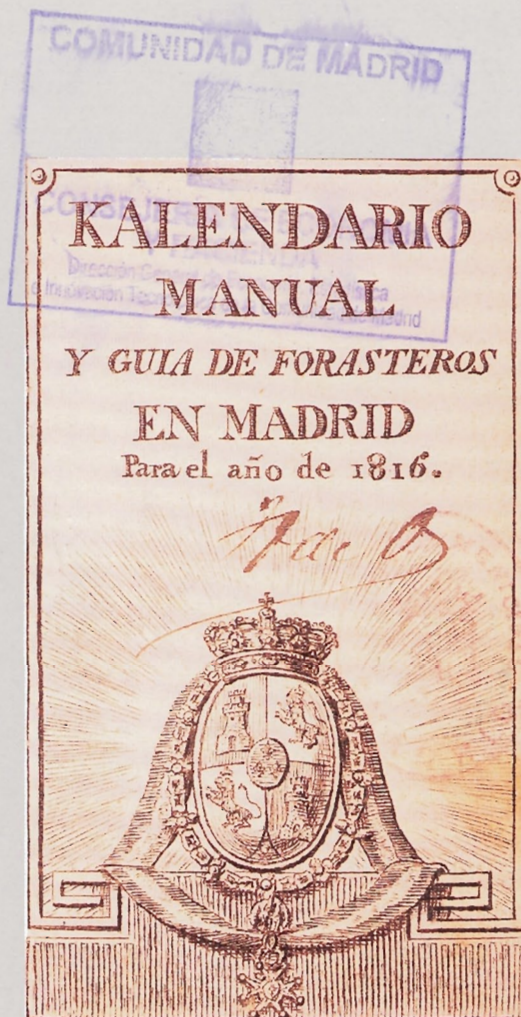 COMUNIDAD DE MADRID
KALENDARIO
MANUAL
Y GUIA DE FORASTEROS
EN MADRID
Para el año de 1816.